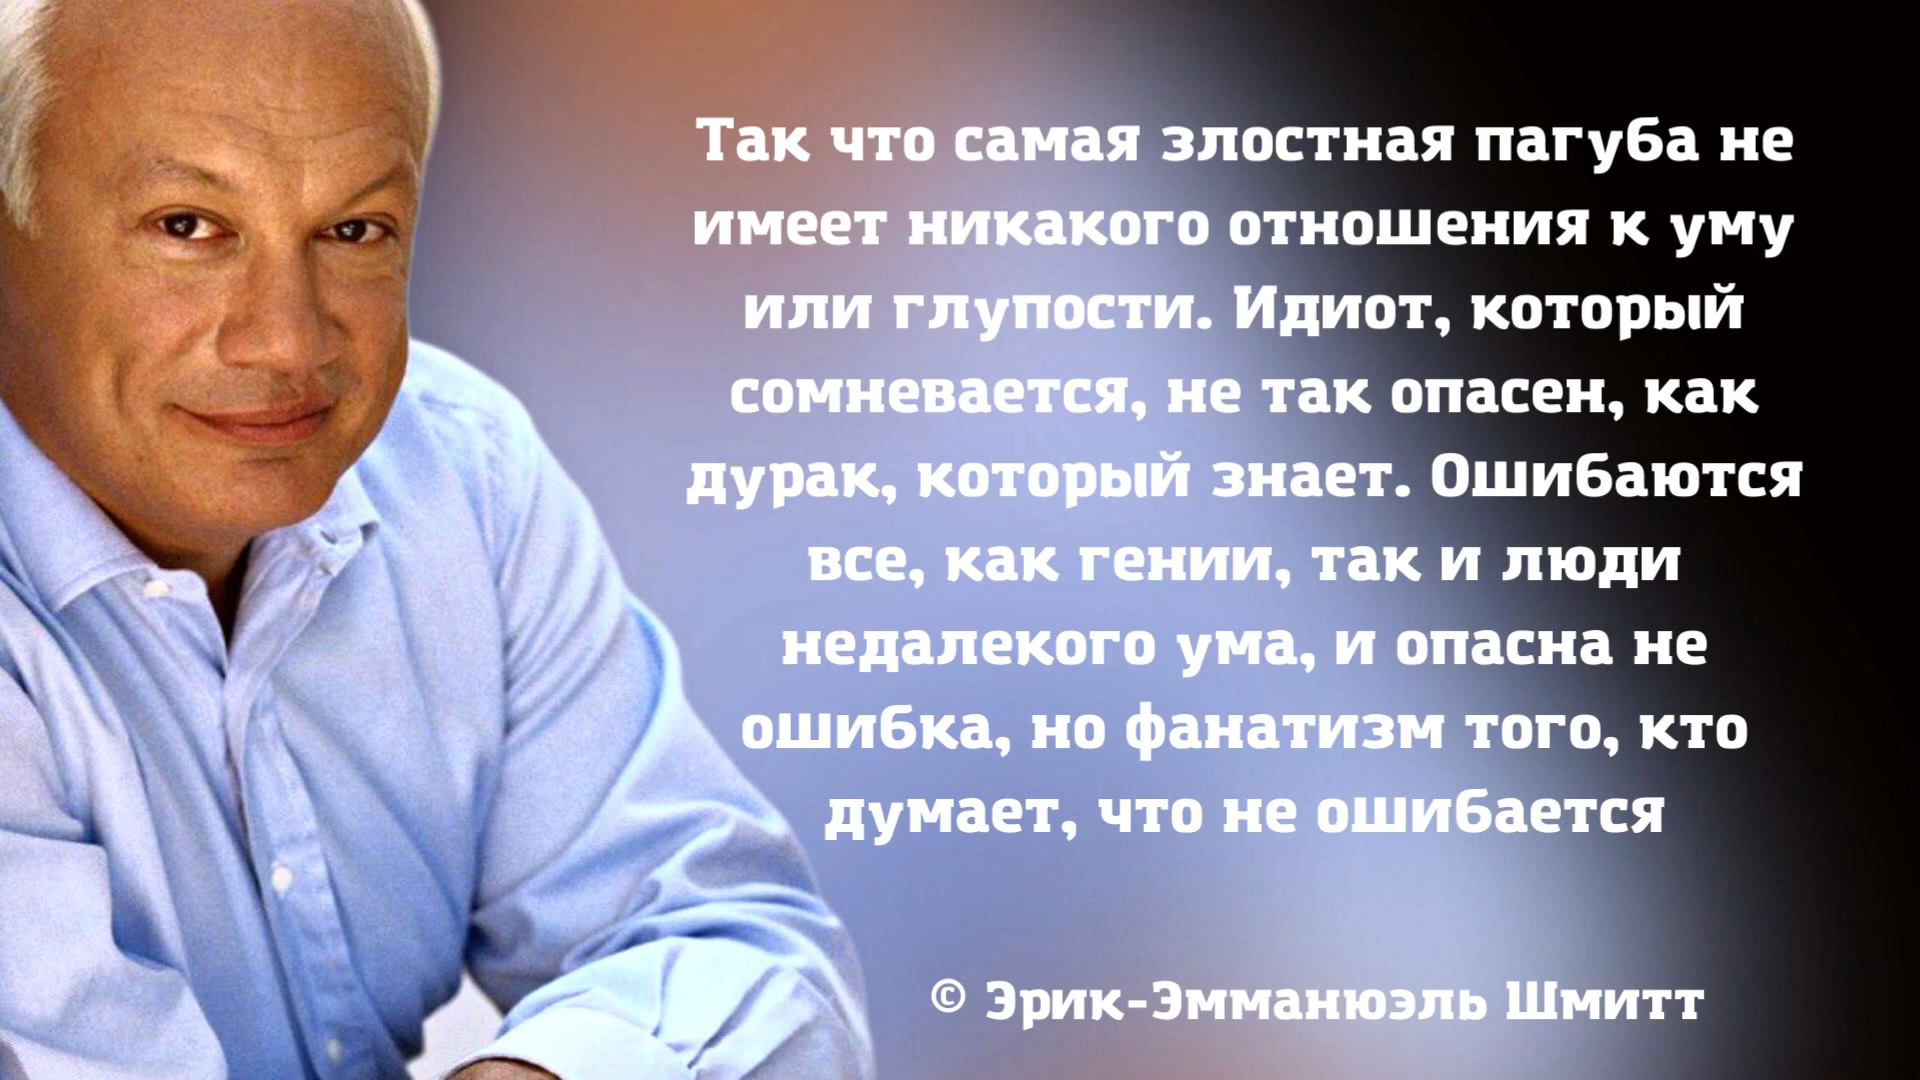 Так что самая злостная пагуба не
имеет никакого отношения к уму
или глупости. Идиот, который
сомневается, не так опасен, как
дурак, который знает. Ошибаются
все, как гении, так и люди
недалекого ума, и опасна не
ошибка, но фанатизм того, кто
думает, что не ошибается
© Эрик-Эмманюэль Шмитт